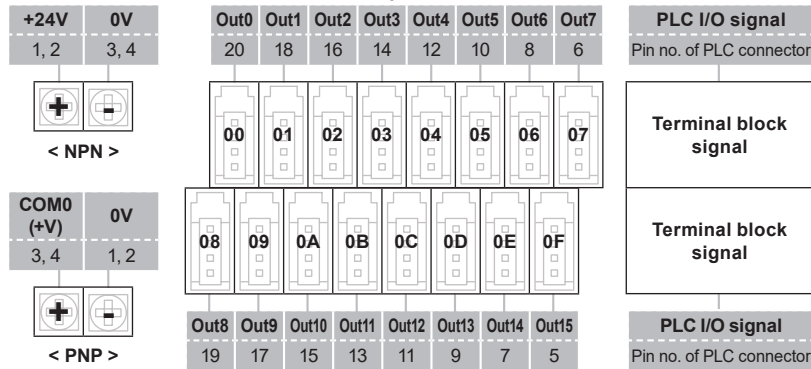 +24V 0V
1, 2 3, 4
+ -
< NPN >
COM0 (+V) 0V
3, 4 1, 2
+ -
< PNP >
Out0 Out1 Out2 Out3 Out4 Out5 Out6 Out7
20 18 16 14 12 10 8 6
00 01 02 03 04 05 06 07
08 09 0A 0B 0C 0D 0E 0F
Out8 Out9 Out10 Out11 Out12 Out13 Out14 Out15
19 17 15 13 11 9 7 5
PLC I/O signal
Pin no. of PLC connector
Terminal block
signal
Terminal block
signal
PLC I/O signal
Pin no. of PLC connector